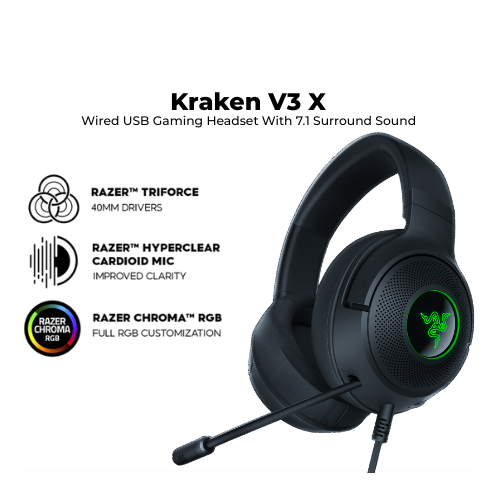 Kraken V3 X
Wired USB Gaming Headset With 7.1 Surround Sound
RAZER™ TRIFORCE
40MM DRIVERS
RAZER™ HYPERCLEAR
CARDIOID MIC
IMPROVED CLARITY
RAZER
CHROMA
RGB
RAZER CHROMA™ RGB
FULL RGB CUSTOMIZATION